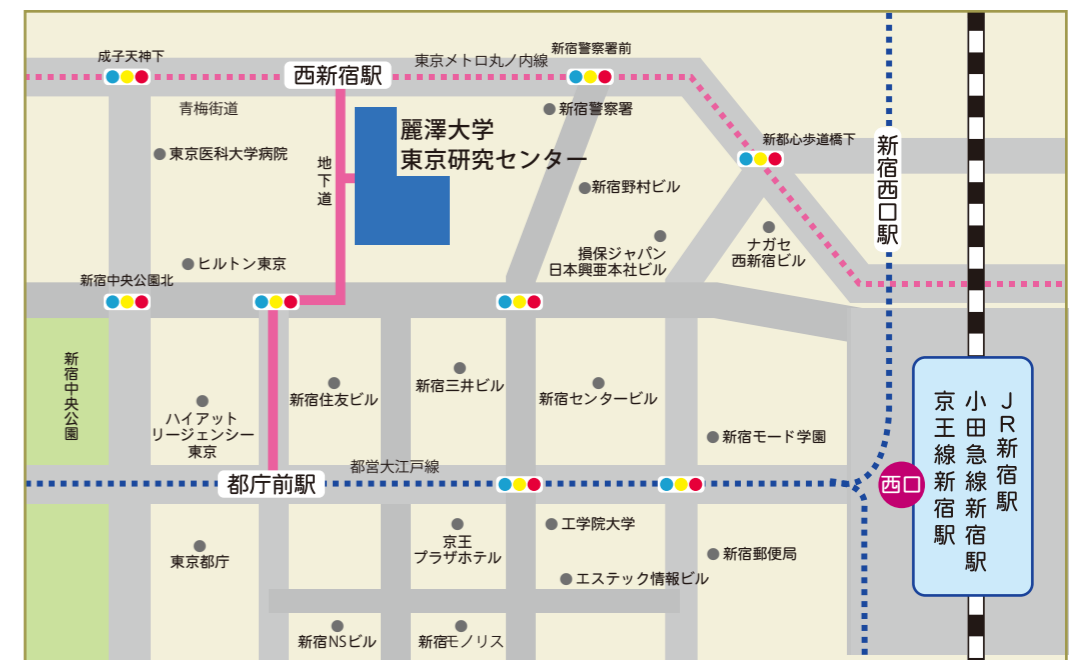 成子天神下
西新宿駅
東京メトロ丸ノ内線
新宿警察署前
青梅街道
新宿警察署
麗澤大学
東京研究センター
新都心歩道橋下
新宿西口駅
東京医科大学病院
地下道
新宿野村ビル
損保ジャパン
日本興亜本社ビル
ナガセ
西新宿ビル
ヒルトン東京
新宿中央公園北
新宿中央公園
新宿住友ビル
新宿三井ビル
新宿センタービル
ハイアット
リージェンシー
東京
新宿モード学園
JR新宿駅
小田急線新宿駅
京王線新宿駅
西口
都営大江戸線
都庁前駅
東京都庁
京王
プラザホテル
工学院大学
新宿郵便局
エステック情報ビル
新宿NSビル
新宿モノリス